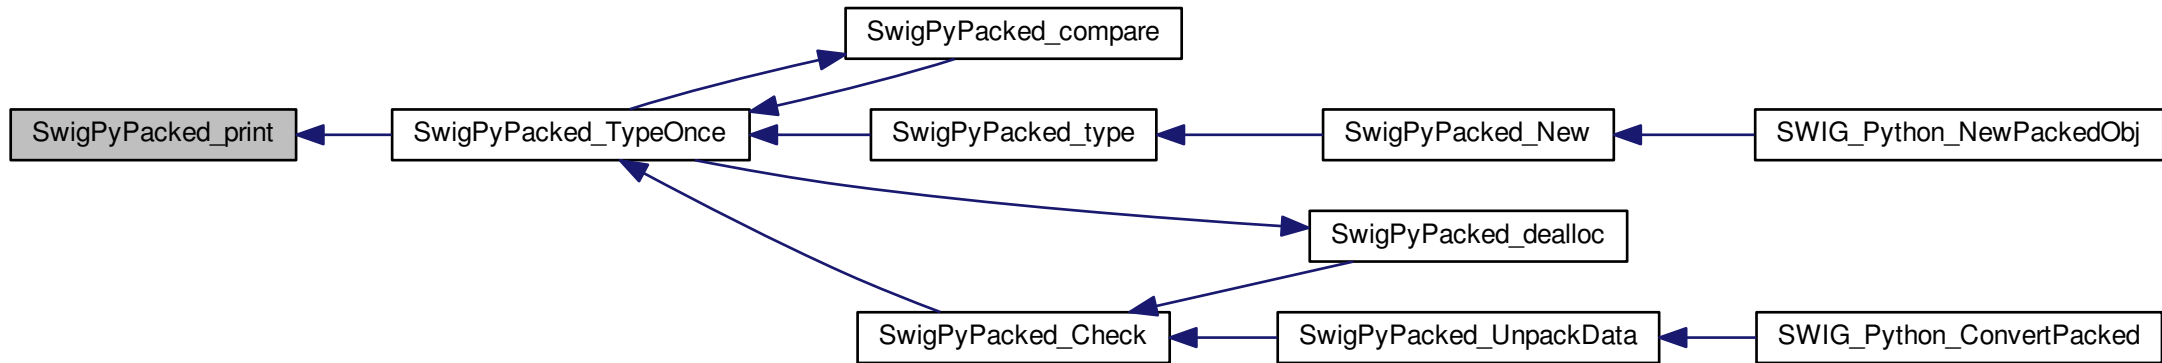 SwigPyPacked_compare
SwigPyPacked_print
SwigPyPacked_TypeOnce
SwigPyPacked_type
SwigPyPacked_New
SWIG_Python_NewPackedObj
SwigPyPacked_dealloc
SwigPyPacked_Check
SwigPyPacked_UnpackData
SWIG_Python_ConvertPacked